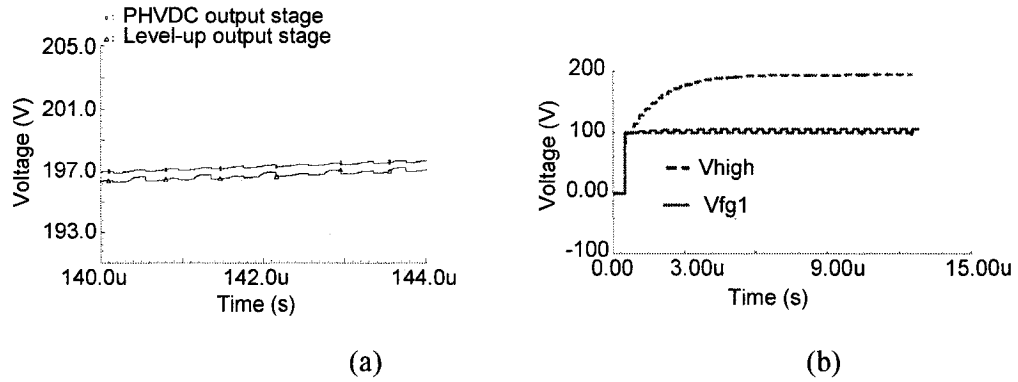 PHVDC output stage
Level-up output stage
205.0
201.0
197.0
193.0
Voltage (V)
140.0u 142.0u 144.0u
Time (s)
(a)
200
100
0.00
-100
Voltage (V)
Vhigh
Vfg1
0.00 3.00u 9.00u 15.00u
Time (s)
(b)